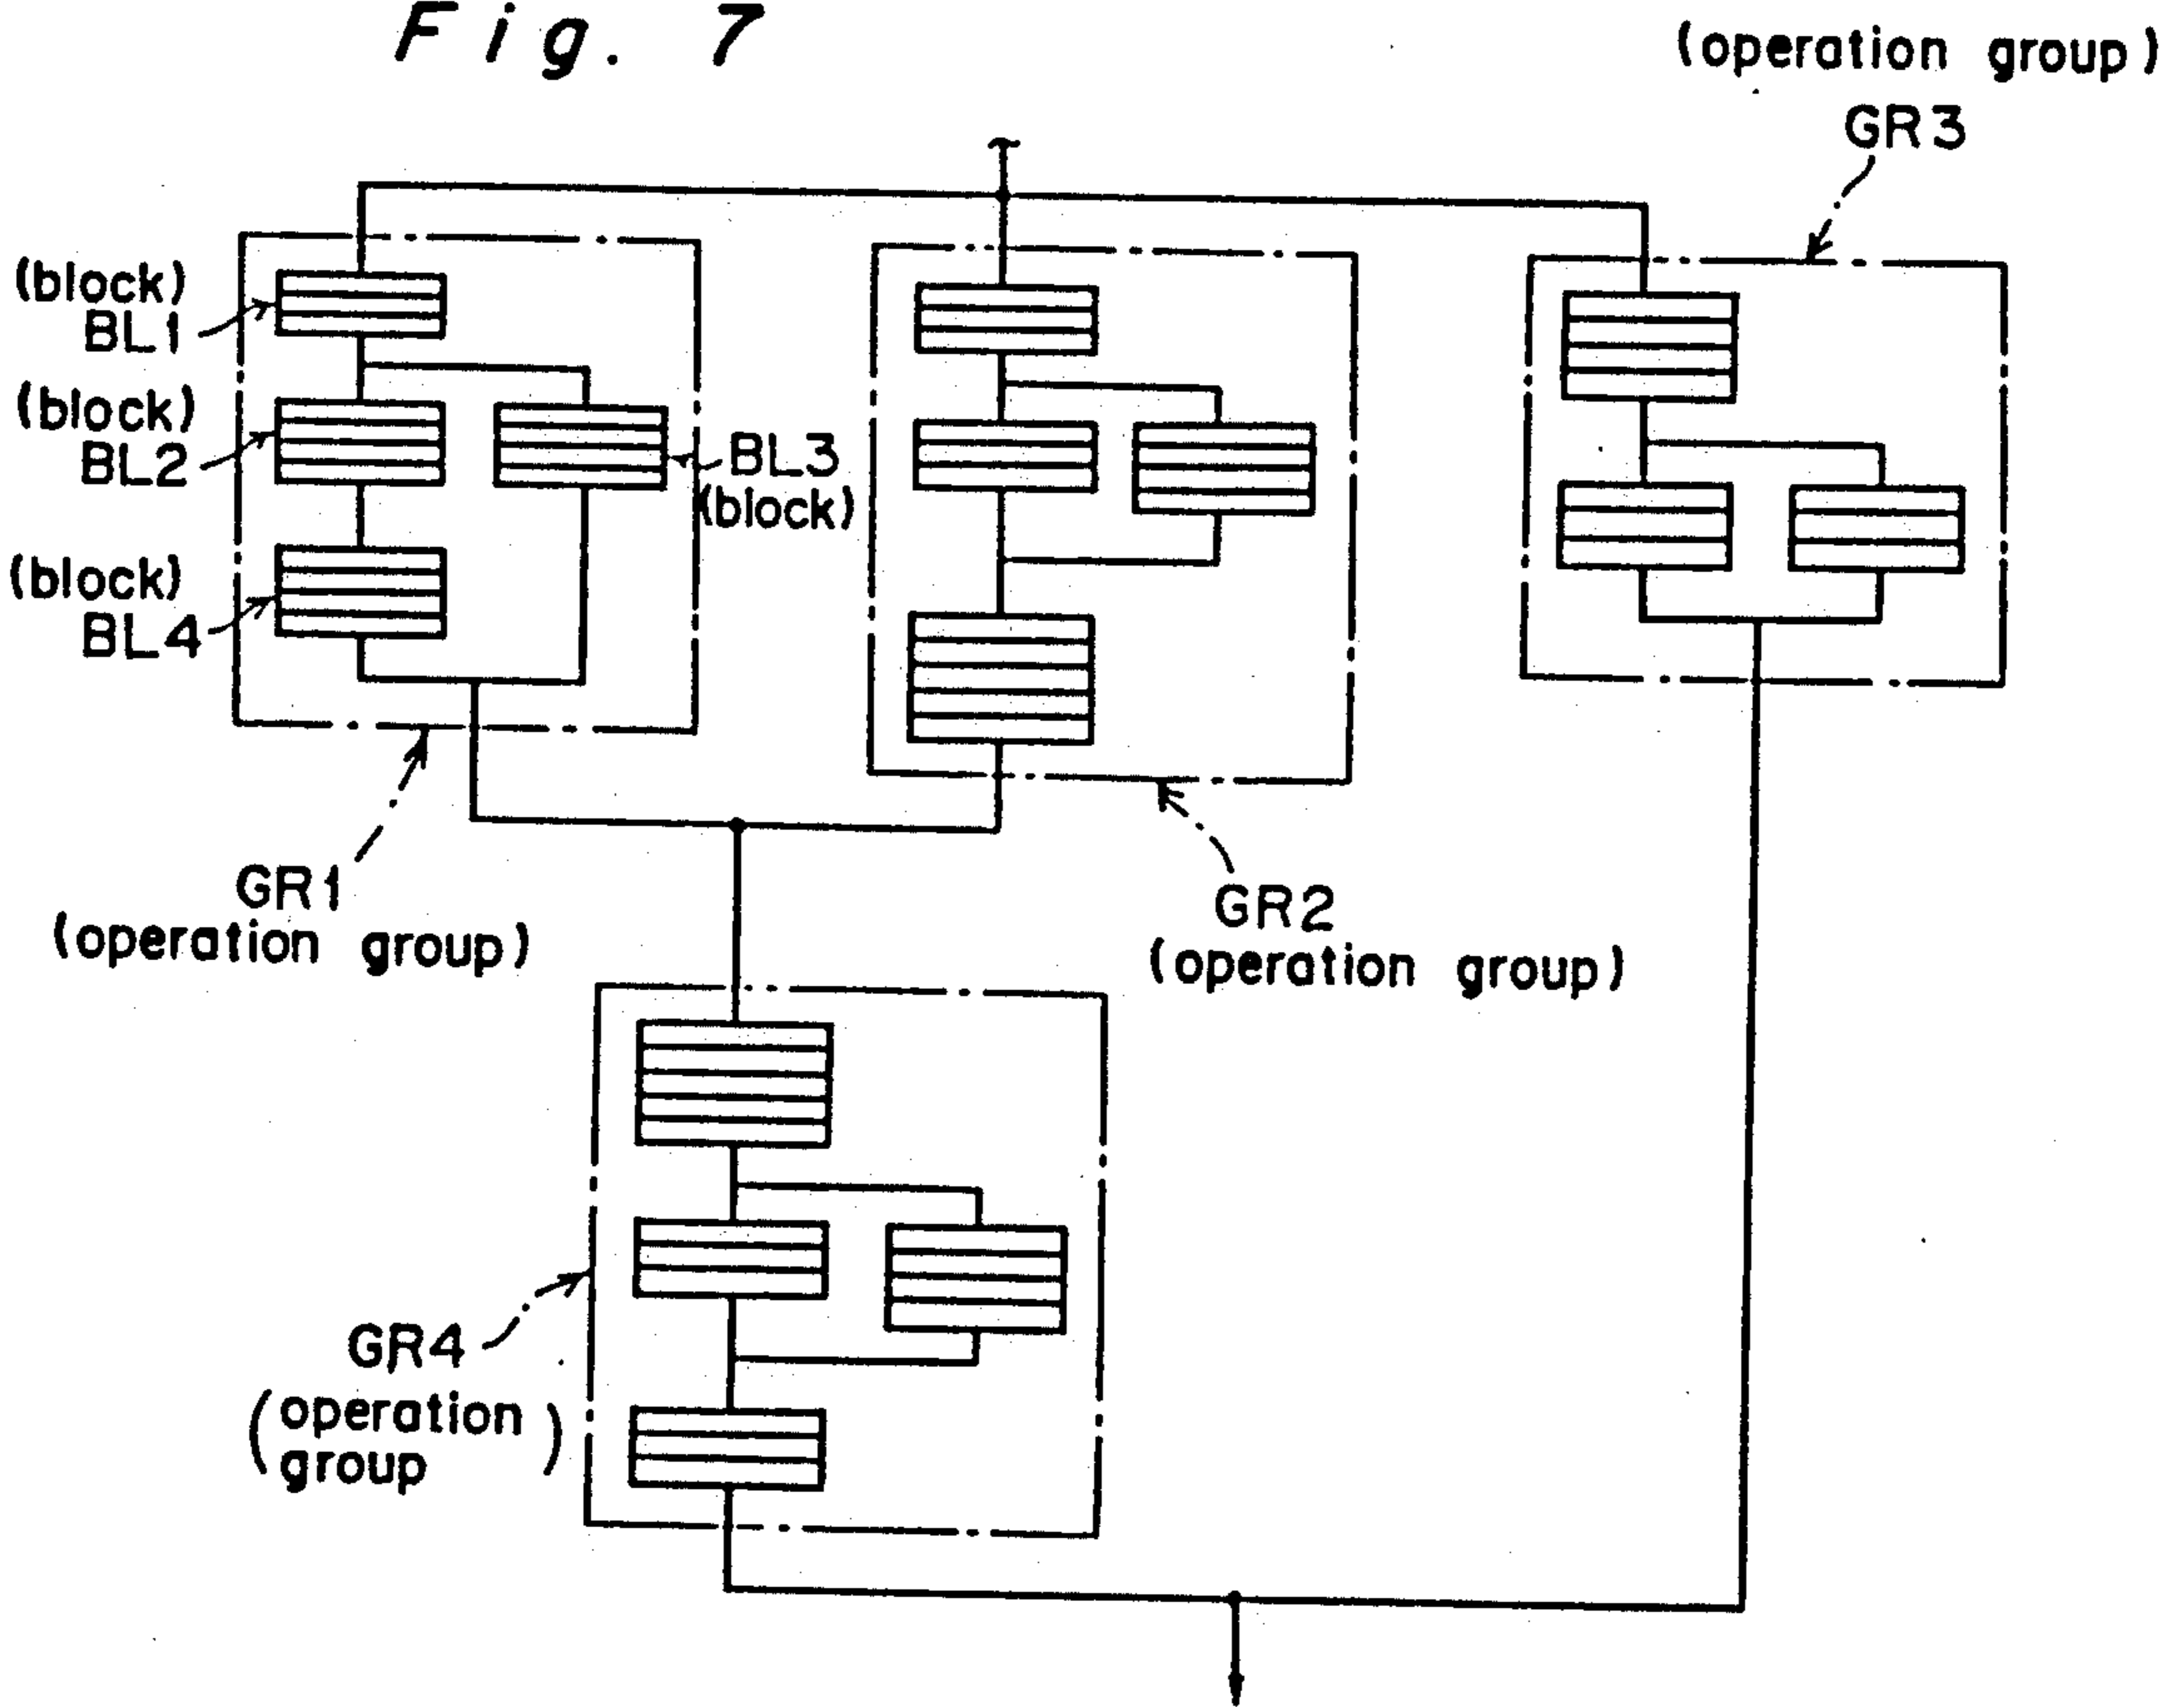 Fig. 7
(operation group)
GR3
(block)
BL1
(block)
BL2
BL3
(block)
(block)
BL4
GR1
(operation group)
GR2
(operation group)
GR4
(operation
group)